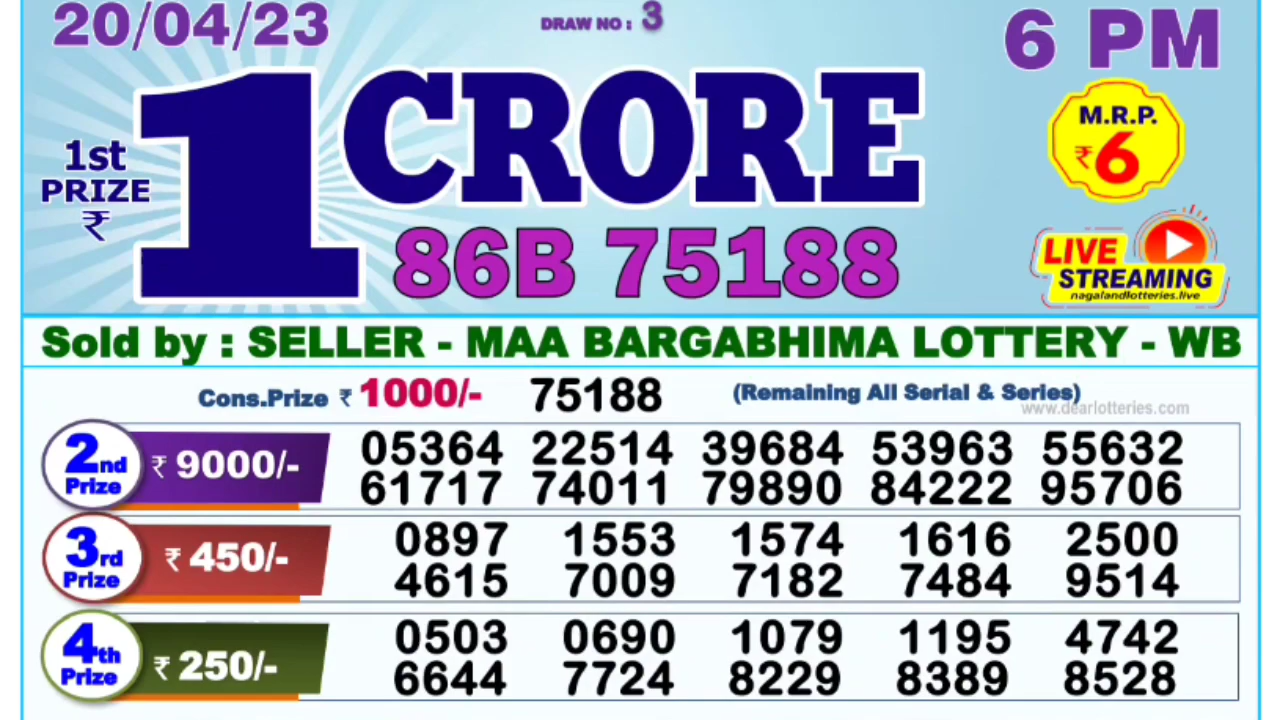 20/04/23 DRAW NO : 3 6 PM
1st PRIZE ₹ 1 CRORE
M.R.P. ₹6
86B 75188
LIVE STREAMING
nagalandlotteries.live
Sold by : SELLER - MAA BARGABHIMA LOTTERY - WB
Cons.Prize ₹ 1000/- 75188 (Remaining All Serial & Series)
www.dearlotteries.com
2nd Prize ₹ 9000/-
05364 22514 39684 53963 55632
61717 74011 79890 84222 95706
3rd Prize ₹ 450/-
0897 1553 1574 1616 2500
4615 7009 7182 7484 9514
4th Prize ₹ 250/-
0503 0690 1079 1195 4742
6644 7724 8229 8389 8528